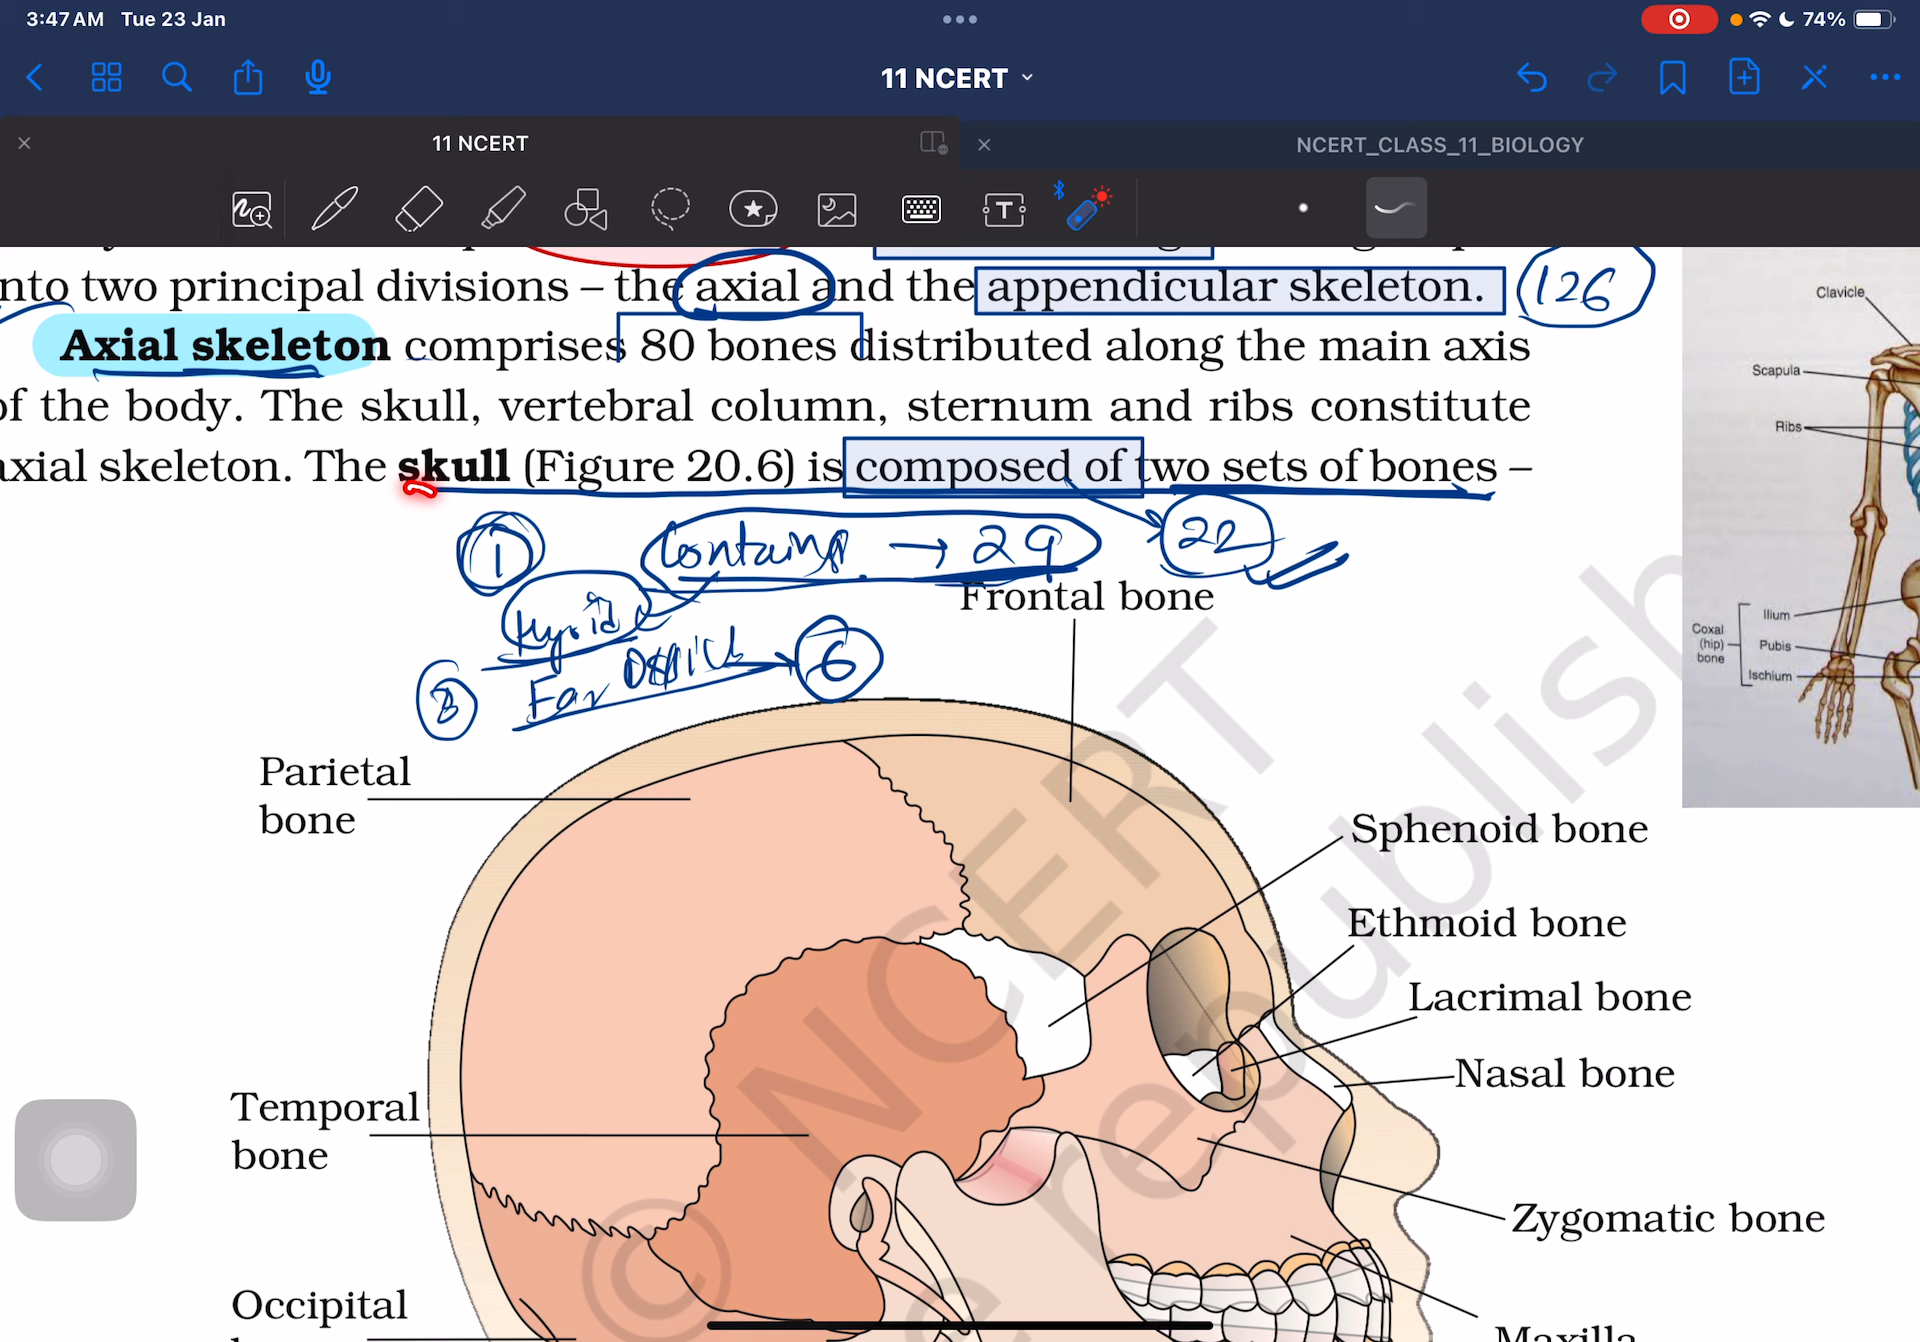 3:47 AM Tue 23 Jan
74%
11 NCERT
11 NCERT
NCERT_CLASS_11_BIOLOGY
nto two principal divisions – the axial and the appendicular skeleton. 126
Axial skeleton comprises 80 bones distributed along the main axis
of the body. The skull, vertebral column, sternum and ribs constitute
axial skeleton. The skull (Figure 20.6) is composed of two sets of bones –
1 Contains → 29 22
Hyoid
2 Ear Ossicls → 6
Frontal bone
Parietal
bone
Sphenoid bone
Ethmoid bone
Lacrimal bone
Nasal bone
Temporal
bone
Zygomatic bone
Occipital
Maxilla
Clavicle
Scapula
Ribs
Coxal
(hip)
bone
Ilium
Pubis
Ischium
© NCERT
republish